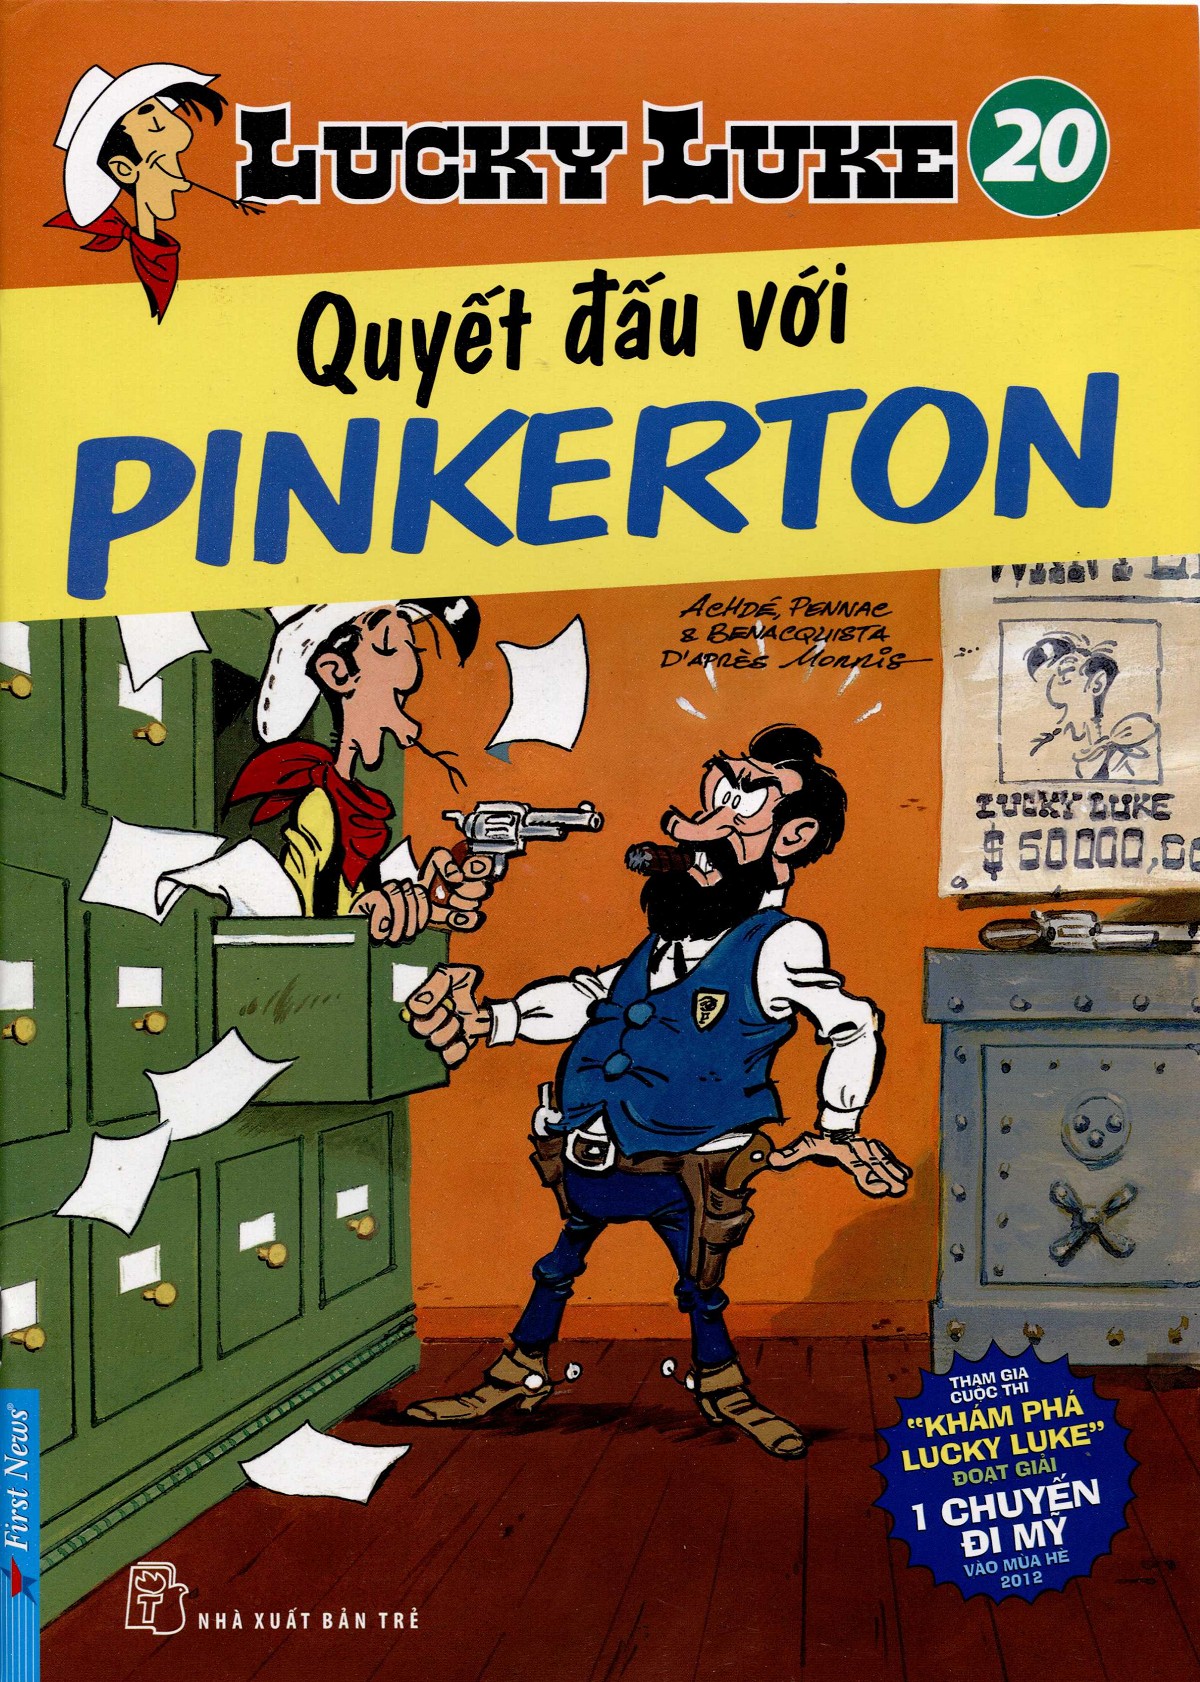 LUCKY LUKE 20
Quyết đấu với
PINKERTON
ACHDÉ, PENNAC
& BENACQUISTA
D'APRÈS MORRIS
LUCKY LUKE
$ 50000,00
THAM GIA
CUỘC THI
"KHÁM PHÁ
LUCKY LUKE"
ĐOẠT GIẢI
1 CHUYẾN
ĐI MỸ
VÀO MÙA HÈ
2012
First News®
NHÀ XUẤT BẢN TRẺ